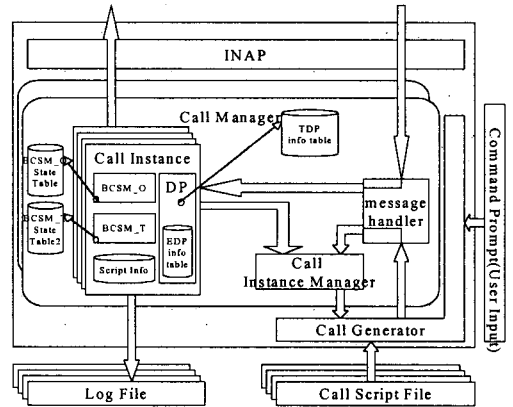 INAP
Call Manager
TDP
info table
BCSM_
State
Table
Call Instance
BCSM_O
DP
BCSM_
State
Table2
BCSM_T
EDP
info
table
Script Info
message
handler
Call
Instance Manager
Call Generator
Command Prompt(User Input)
Log File
Call Script File